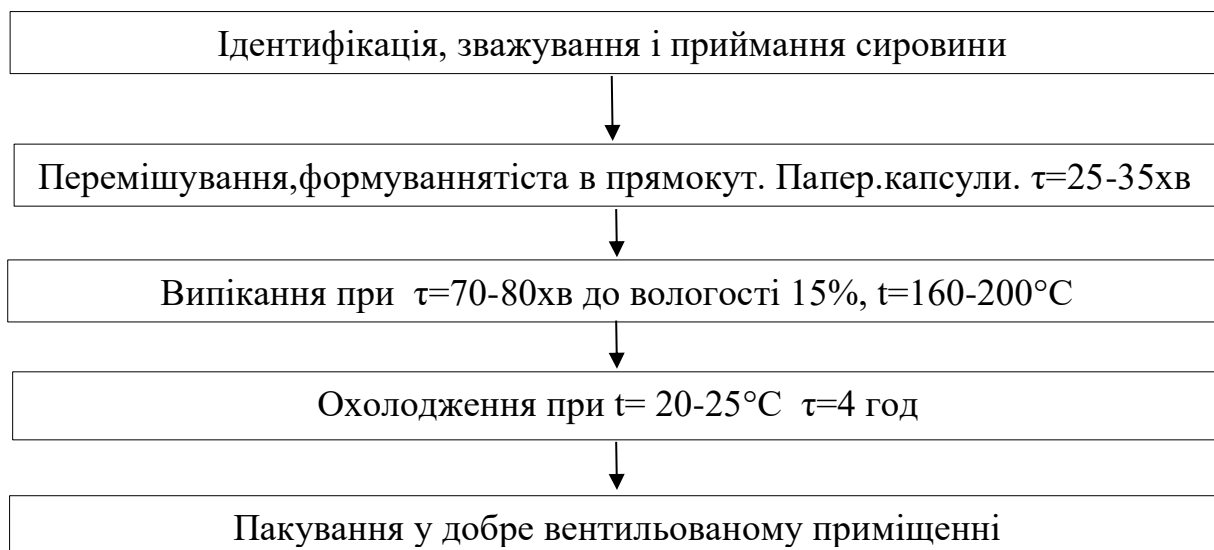 Ідентифікація, зважування і приймання сировини
Перемішування,формуваннятіста в прямокут. Папер.капсули. τ=25-35хв
Випікання при τ=70-80хв до вологості 15%, t=160-200°С
Охолодження при t= 20-25°С τ=4 год
Пакування у добре вентильованому приміщенні